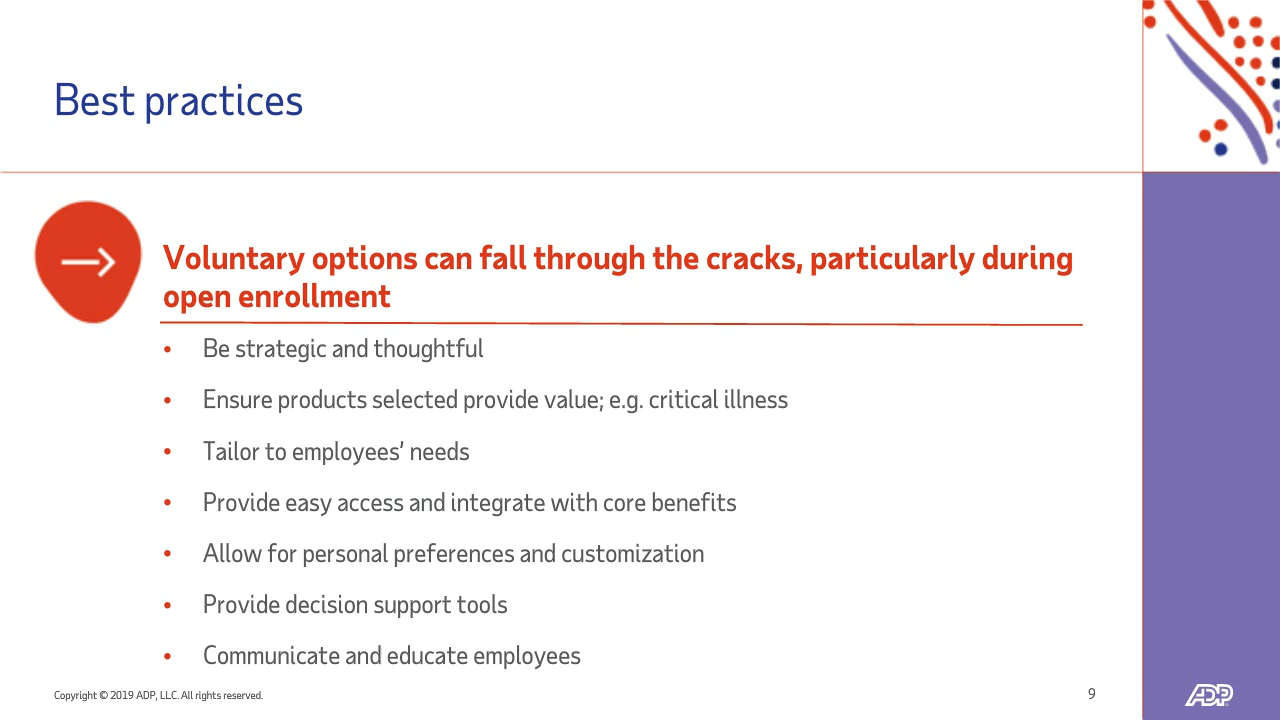 Best practices
Voluntary options can fall through the cracks, particularly during
open enrollment
• Be strategic and thoughtful
• Ensure products selected provide value; e.g. critical illness
• Tailor to employees’ needs
• Provide easy access and integrate with core benefits
• Allow for personal preferences and customization
• Provide decision support tools
• Communicate and educate employees
Copyright © 2019 ADP, LLC. All rights reserved.
9
ADP